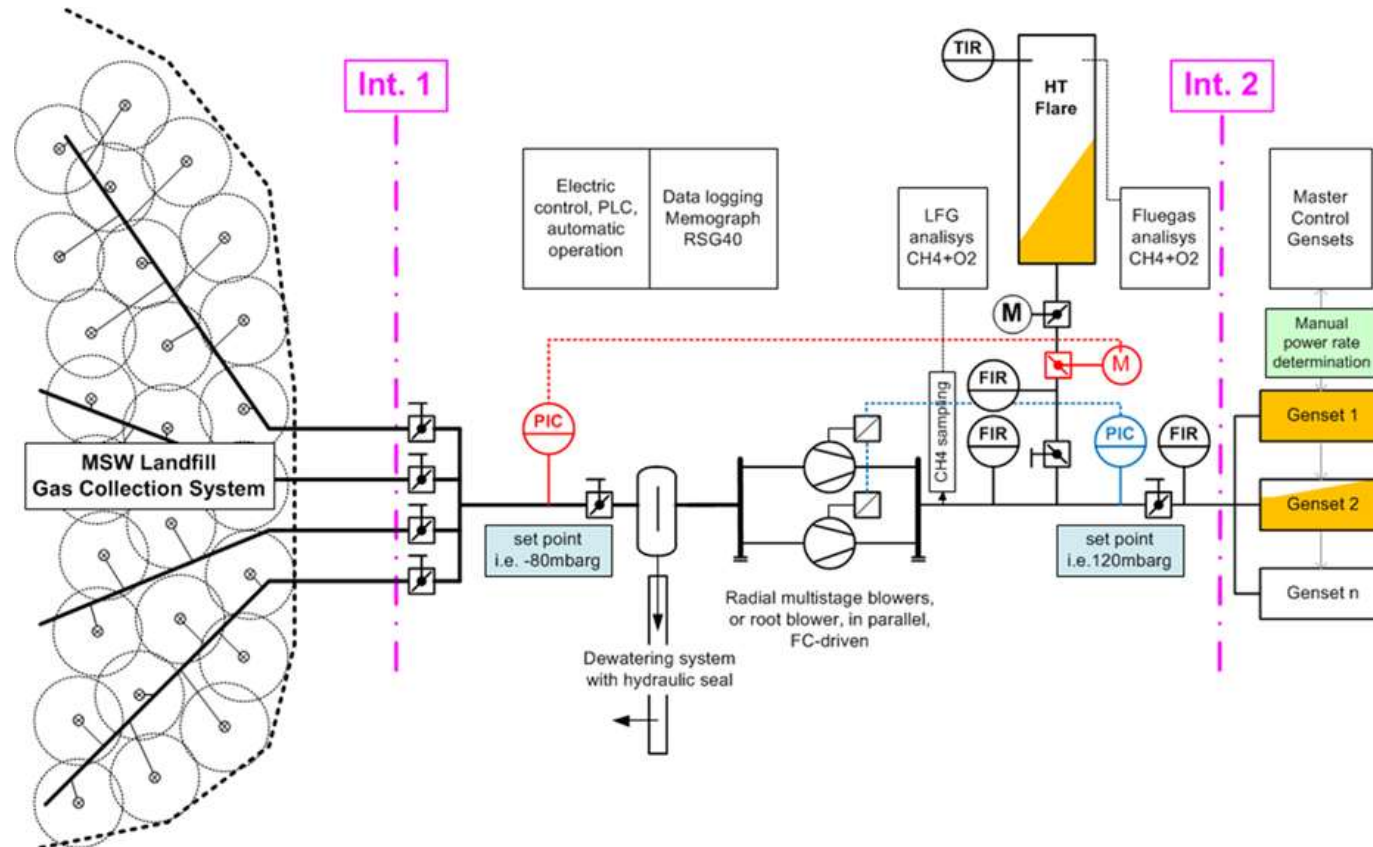 Int. 1
TIR
HT
Flare
Int. 2
Electric
control, PLC,
automatic
operation
Data logging
Memograph
RSG40
LFG
analisys
CH4+O2
Fluegas
analisys
CH4+O2
Master
Control
Gensets
M
M
Manual
power rate
determination
FIR
PIC
FIR
PIC
FIR
CH4 sampling
Genset 1
MSW Landfill
Gas Collection System
Genset 2
set point
i.e. -80mbarg
set point
i.e.120mbarg
Genset n
Radial multistage blowers,
or root blower, in parallel,
FC-driven
Dewatering system
with hydraulic seal